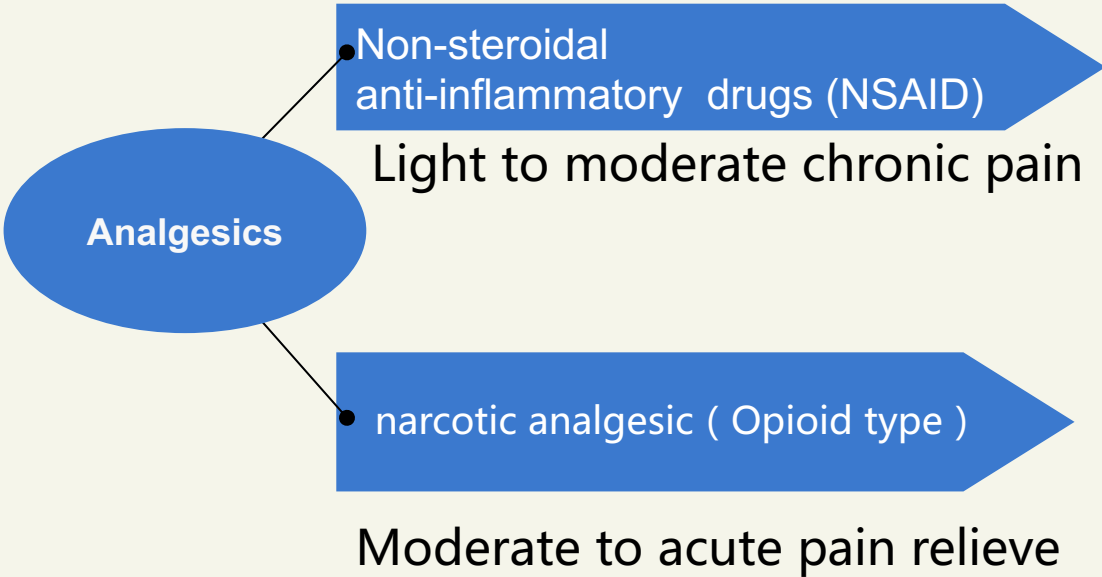 Non-steroidal
anti-inflammatory drugs (NSAID)
Light to moderate chronic pain
Analgesics
narcotic analgesic ( Opioid type )
Moderate to acute pain relieve